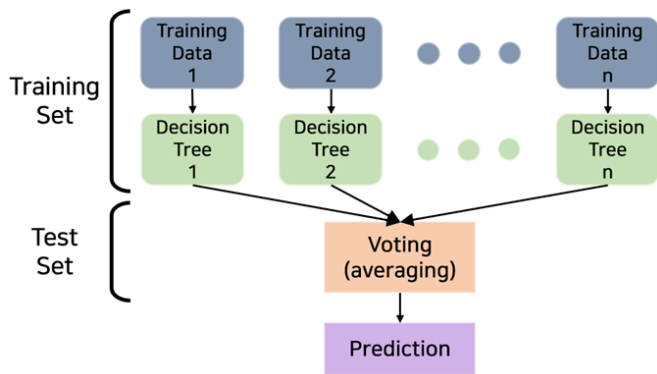 Training
Set
Training
Data
1
Training
Data
2
Training
Data
n
Decision
Tree
1
Decision
Tree
2
Decision
Tree
n
Test
Set
Voting
(averaging)
Prediction